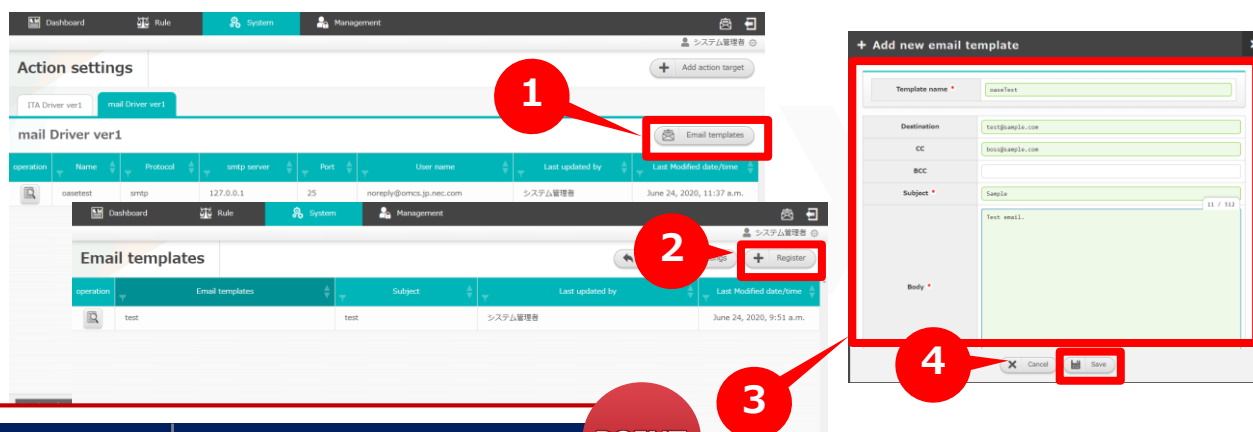 Dashboard Rule System Management
システム管理者
Action settings
Add action target
ITA Driver ver1 mail Driver ver1
mail Driver ver1
Email templates
operation Name Protocol smtp server Port User name Last updated by Last Modified date/time
oasetest smtp 127.0.0.1 25 noreply@omcs.jp.nec.com システム管理者 June 24, 2020, 11:37 a.m.
1
Dashboard Rule System Management
システム管理者
Email templates
Register
operation Email templates Subject Last updated by Last Modified date/time
test test システム管理者 June 24, 2020, 9:51 a.m.
2
+ Add new email template
Template name * oaseTest
Destination test@sample.com
CC boss@sample.com
BCC
Subject * Sample
11 / 512
Body * Test email.
Cancel Save
3
4